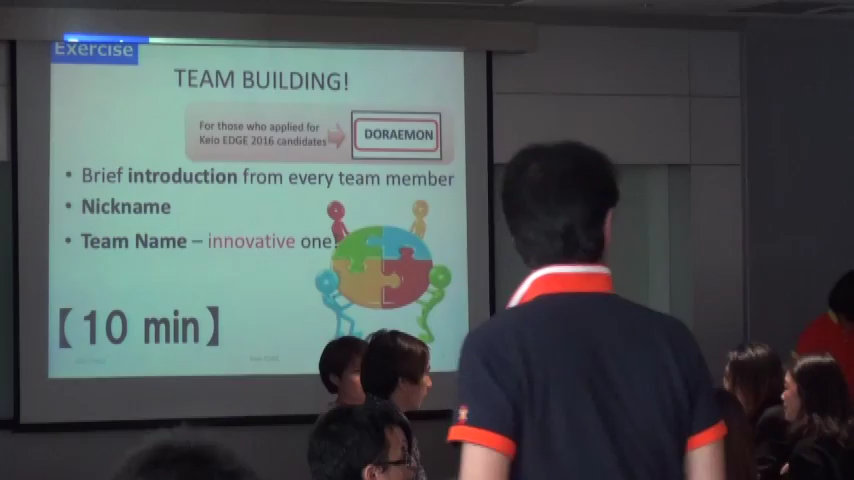 Exercise
TEAM BUILDING!
For those who applied for
Keio EDGE 2016 candidates
DORAEMON
• Brief introduction from every team member
• Nickname
• Team Name – innovative one!
【10 min】